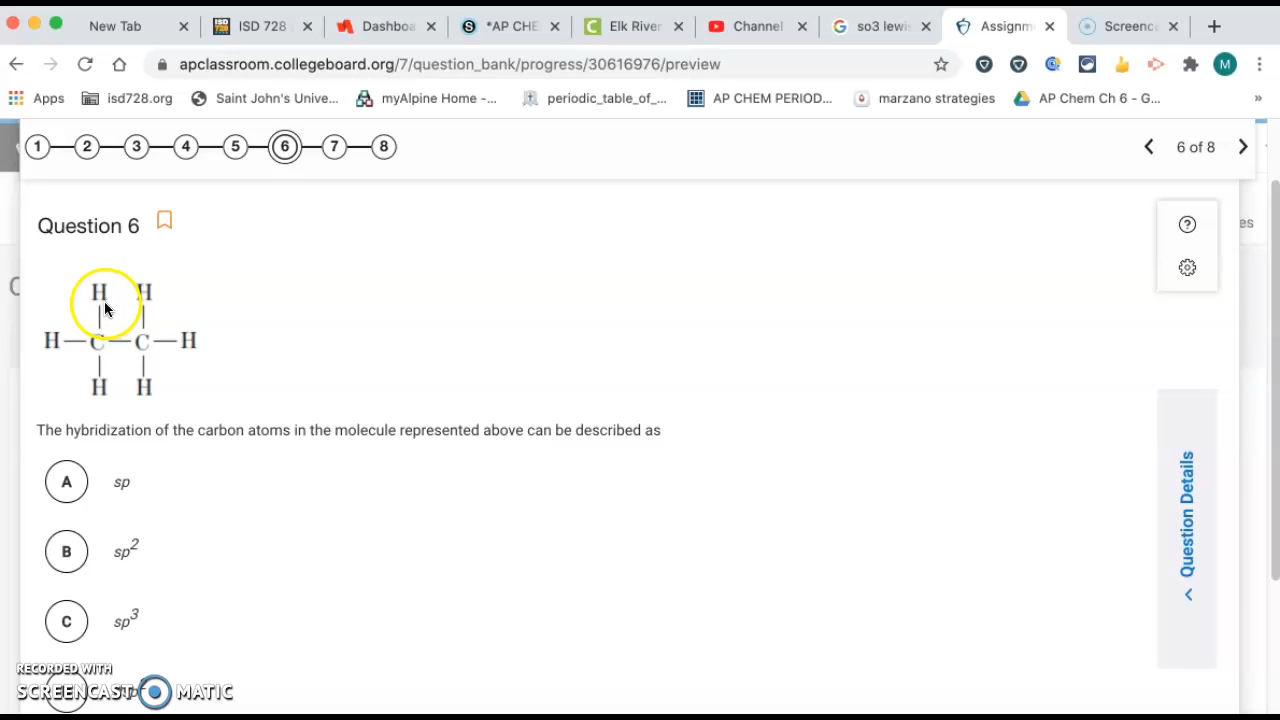 New Tab ISD 728 Dashboa *AP CHE Elk River Channel so3 lewis Assignm Screenc
apclassroom.collegeboard.org/7/question_bank/progress/30616976/preview M
Apps isd728.org Saint John's Unive... myAlpine Home -... periodic_table_of_... AP CHEM PERIOD... marzano strategies AP Chem Ch 6 - G... »
1 2 3 4 5 6 7 8 6 of 8
Question 6
es
H H
H—C—C—H
H H
The hybridization of the carbon atoms in the molecule represented above can be described as
A sp
B sp2
C sp3
Question Details
RECORDED WITH
SCREENCAST MATIC